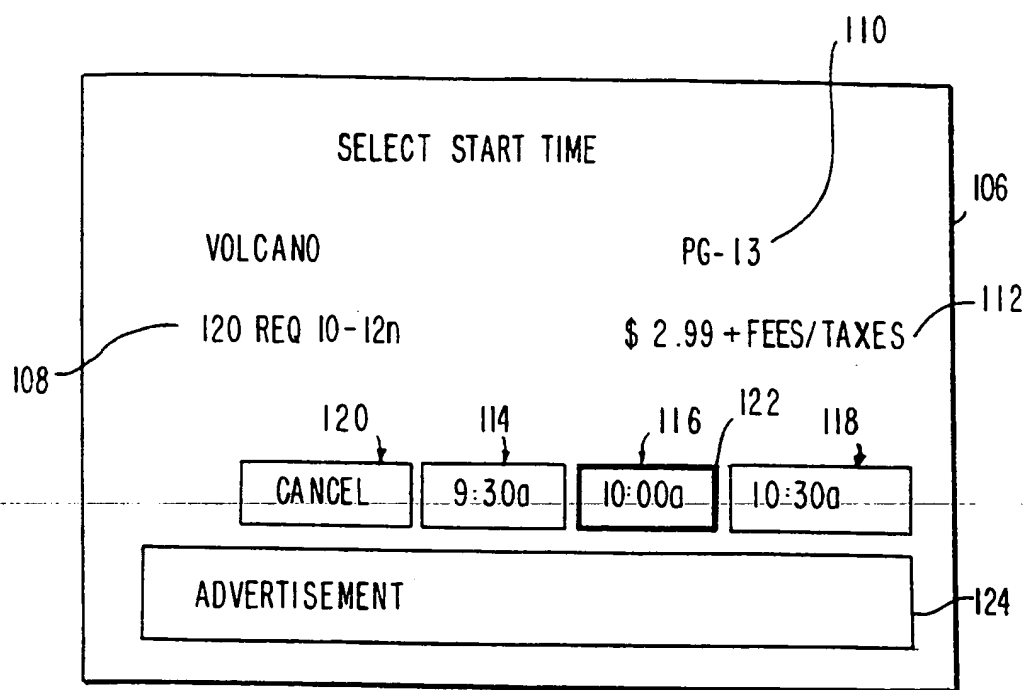 110
SELECT START TIME
106
VOLCANO PG-13
120 REQ 10-12n $ 2.99 + FEES/TAXES
112
108
120 114 116 122 118
CANCEL 9:30a 10:00a 10:30a
ADVERTISEMENT
124